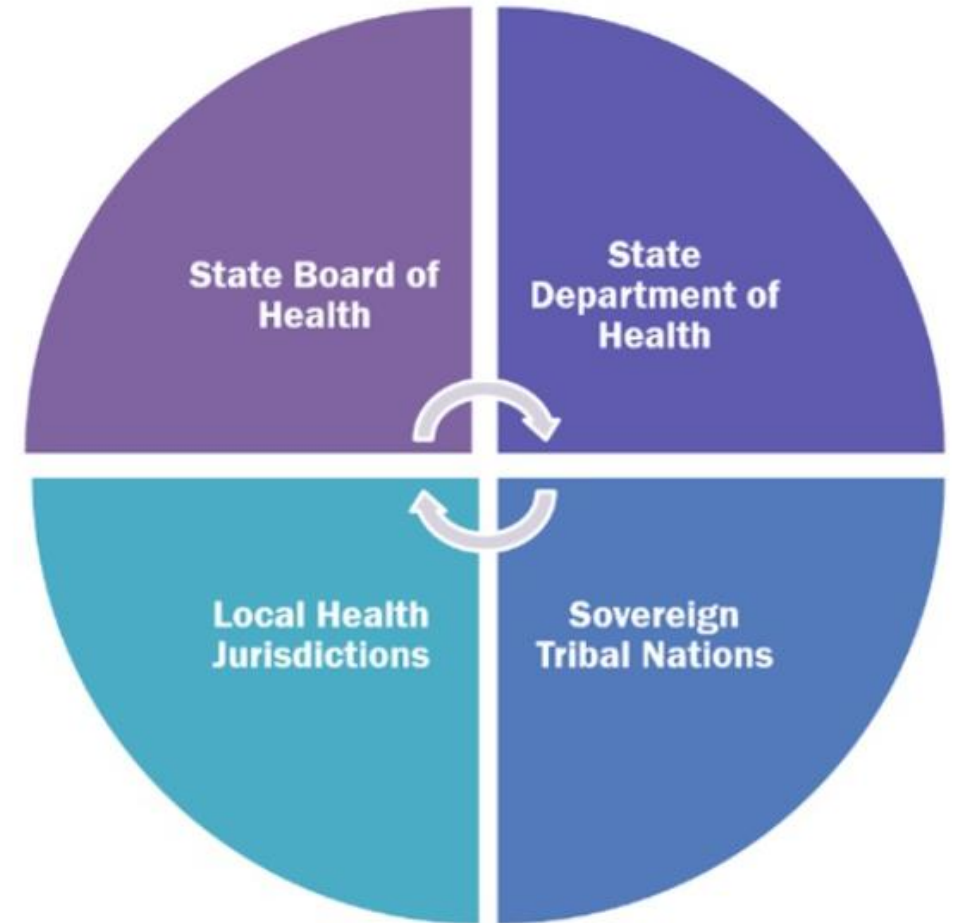 State Board of
Health
State
Department of
Health
Local Health
Jurisdictions
Sovereign
Tribal Nations